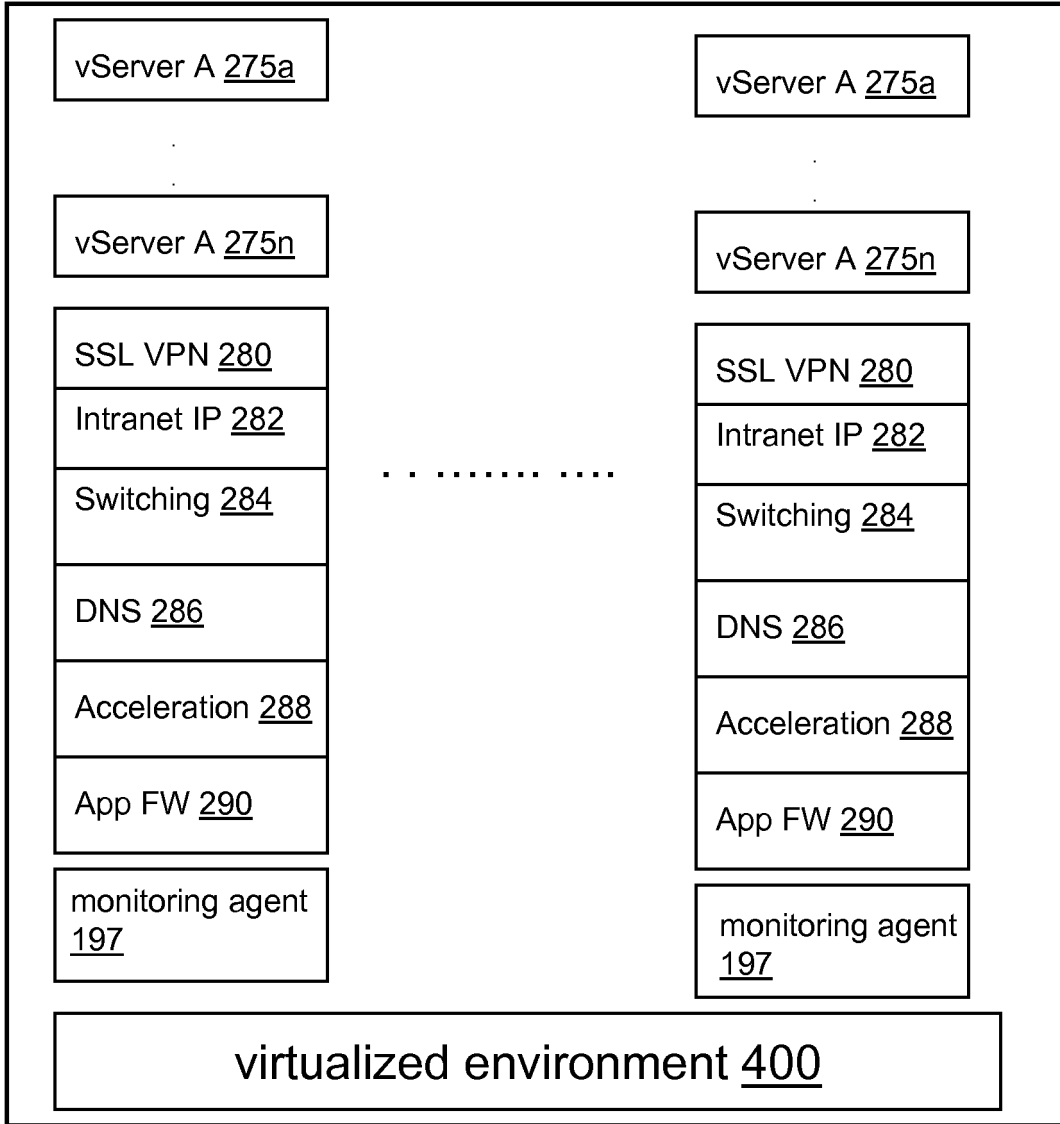 vServer A 275a
vServer A 275n
SSL VPN 280
Intranet IP 282
Switching 284
DNS 286
Acceleration 288
App FW 290
monitoring agent
197
vServer A 275a
vServer A 275n
SSL VPN 280
Intranet IP 282
Switching 284
DNS 286
Acceleration 288
App FW 290
monitoring agent
197
virtualized environment 400